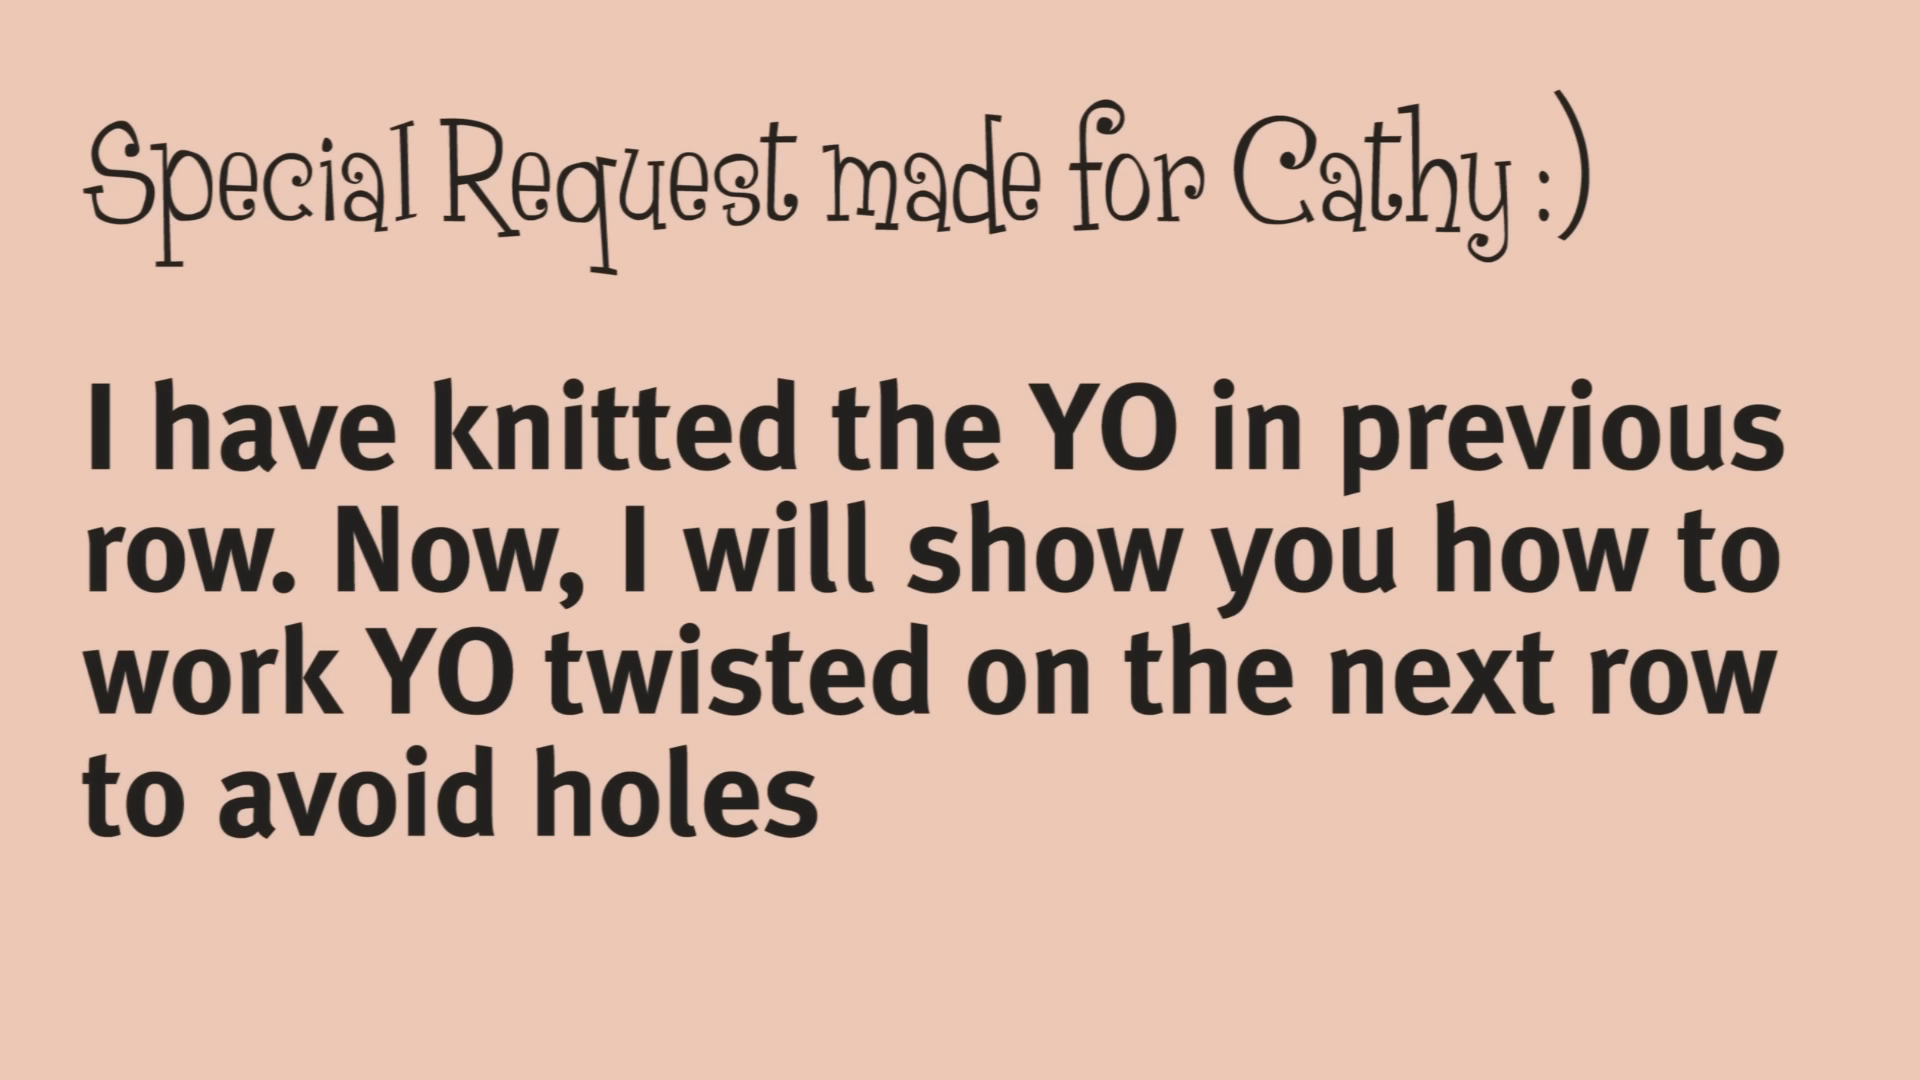 Special Request made for Cathy :)
I have knitted the YO in previous
row. Now, I will show you how to
work YO twisted on the next row
to avoid holes